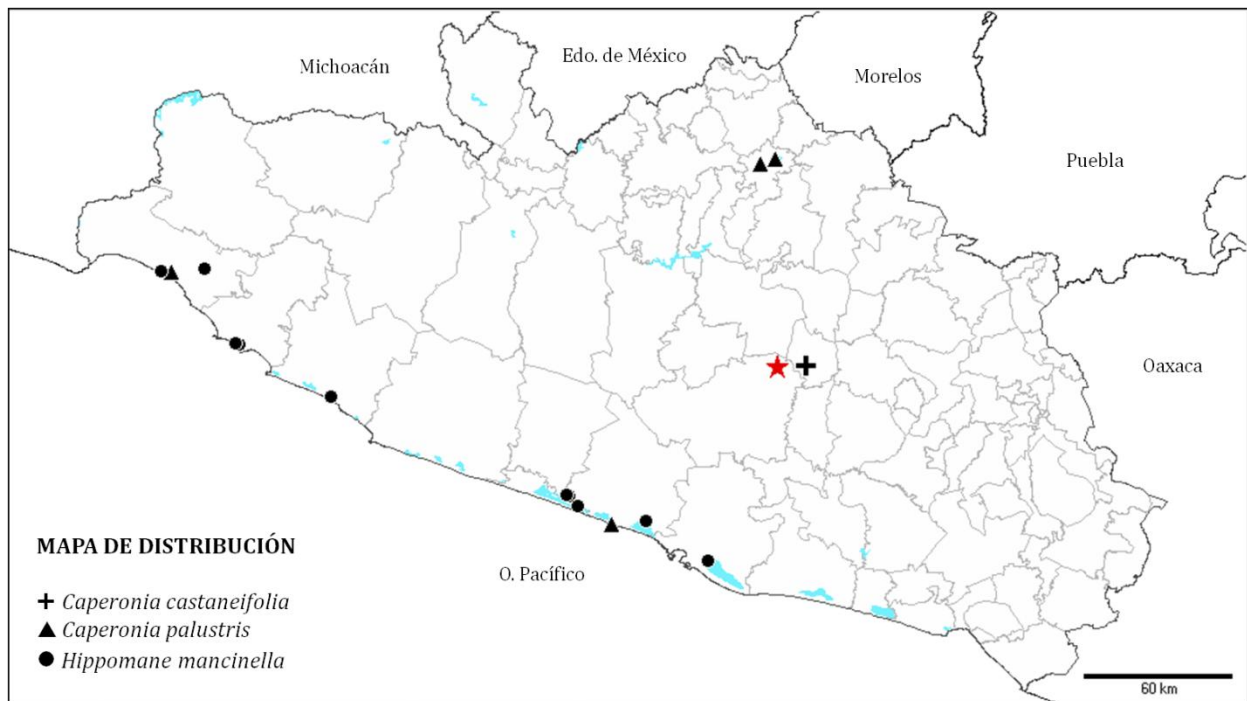 Michoacán
Edo. de México
Morelos
Puebla
Oaxaca
O. Pacífico
MAPA DE DISTRIBUCIÓN
Caperonia castaneifolia
Caperonia palustris
Hippomane mancinella
60 km